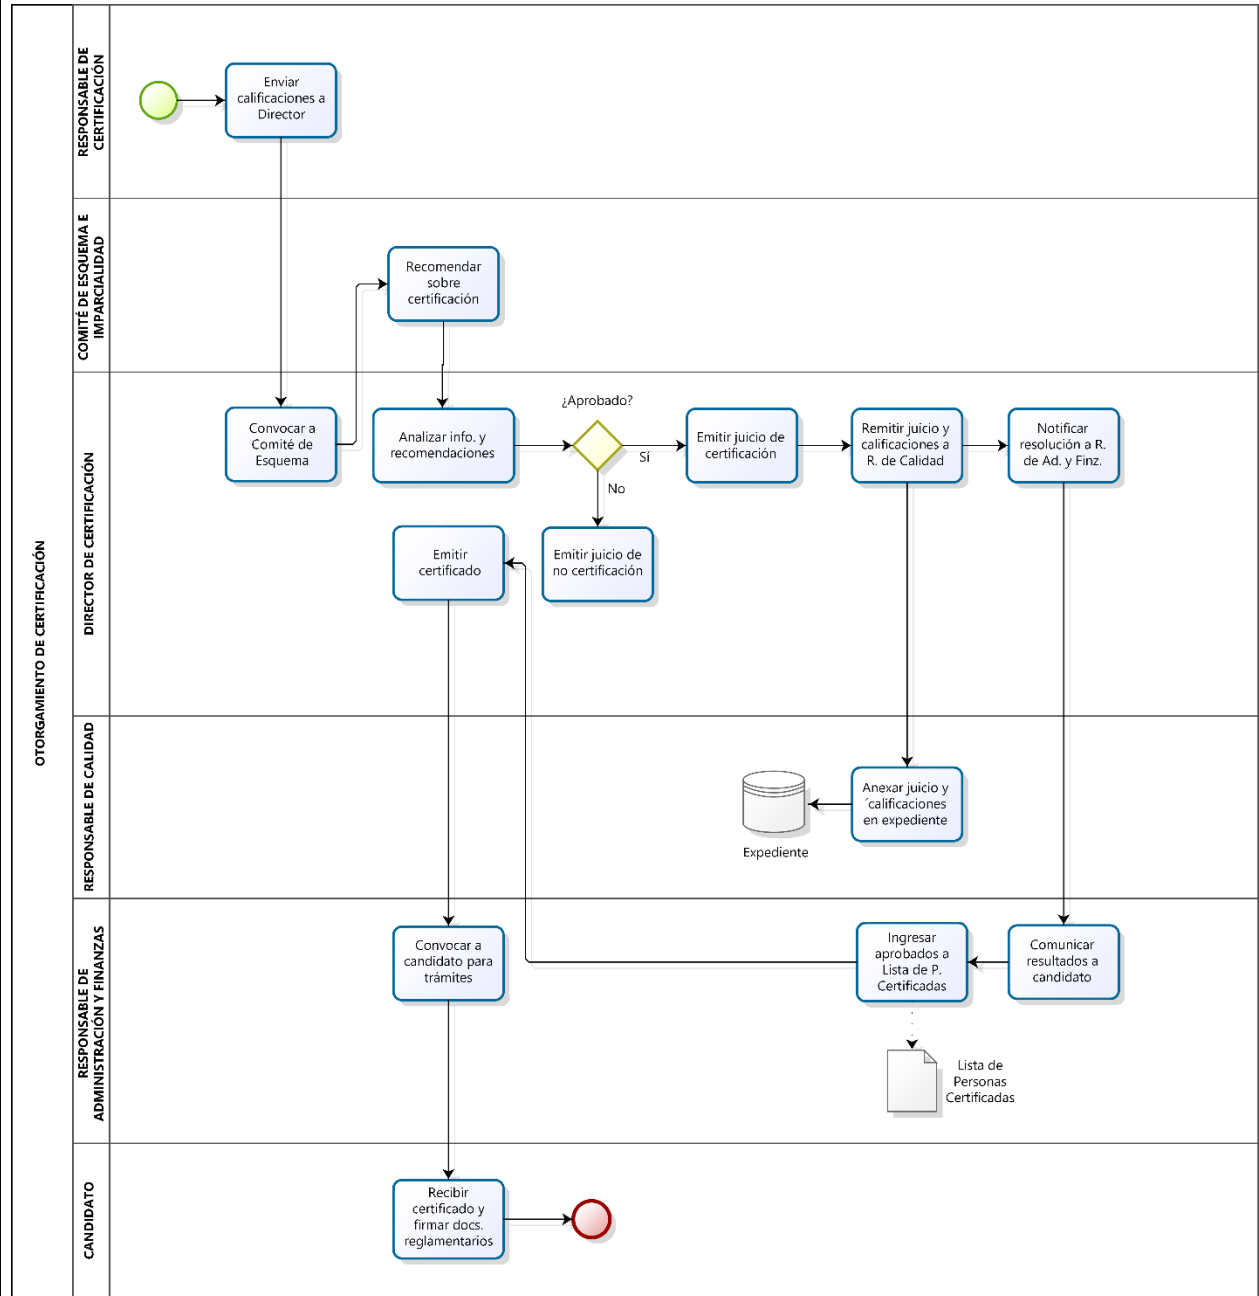 OTORGAMIENTO DE CERTIFICACIÓN
RESPONSABLE DE
CERTIFICACIÓN
Enviar
calificaciones a
Director
COMITÉ DE ESQUEMA E
IMPARCIALIDAD
Recomendar
sobre
certificación
DIRECTOR DE CERTIFICACIÓN
Convocar a
Comité de
Esquema
Analizar info. y
recomendaciones
¿Aprobado?
Sí
No
Emitir juicio de
certificación
Remitir juicio y
calificaciones a
R. de Calidad
Notificar
resolución a R.
de Ad. y Finz.
Emitir
certificado
Emitir juicio de
no certificación
RESPONSABLE DE CALIDAD
Expediente
Anexar juicio y
´calificaciones
en expediente
RESPONSABLE DE
ADMINISTRACIÓN Y FINANZAS
Convocar a
candidato para
trámites
Ingresar
aprobados a
Lista de P.
Certificadas
Comunicar
resultados a
candidato
Lista de
Personas
Certificadas
CANDIDATO
Recibir
certificado y
firmar docs.
reglamentarios